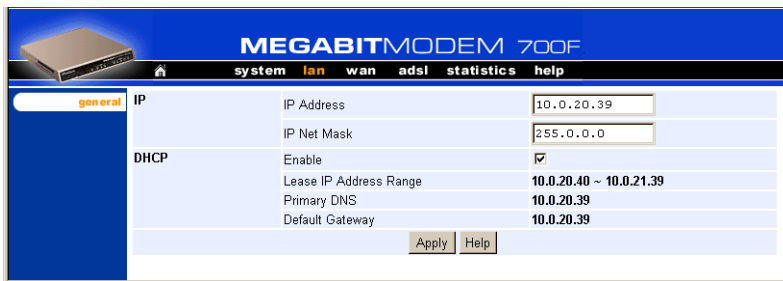 MEGABITMODEM 700F
system lan wan adsl statistics help
general
IP
IP Address 10.0.20.39
IP Net Mask 255.0.0.0
DHCP
Enable
Lease IP Address Range 10.0.20.40 ~ 10.0.21.39
Primary DNS 10.0.20.39
Default Gateway 10.0.20.39
Apply Help